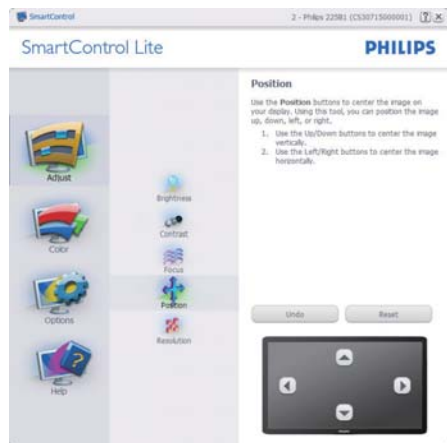 SmartControl
2 - Philips 225B1 (CS30715000001)
SmartControl Lite
PHILIPS
Adjust
Color
Options
Help
Brightness
Contrast
Focus
Position
Resolution
Position
Use the Position buttons to center the image on
your display. Using this tool, you can position the image
up, down, left, or right.
1. Use the Up/Down buttons to center the image
vertically.
2. Use the Left/Right buttons to center the image
horizontally.
Undo
Reset